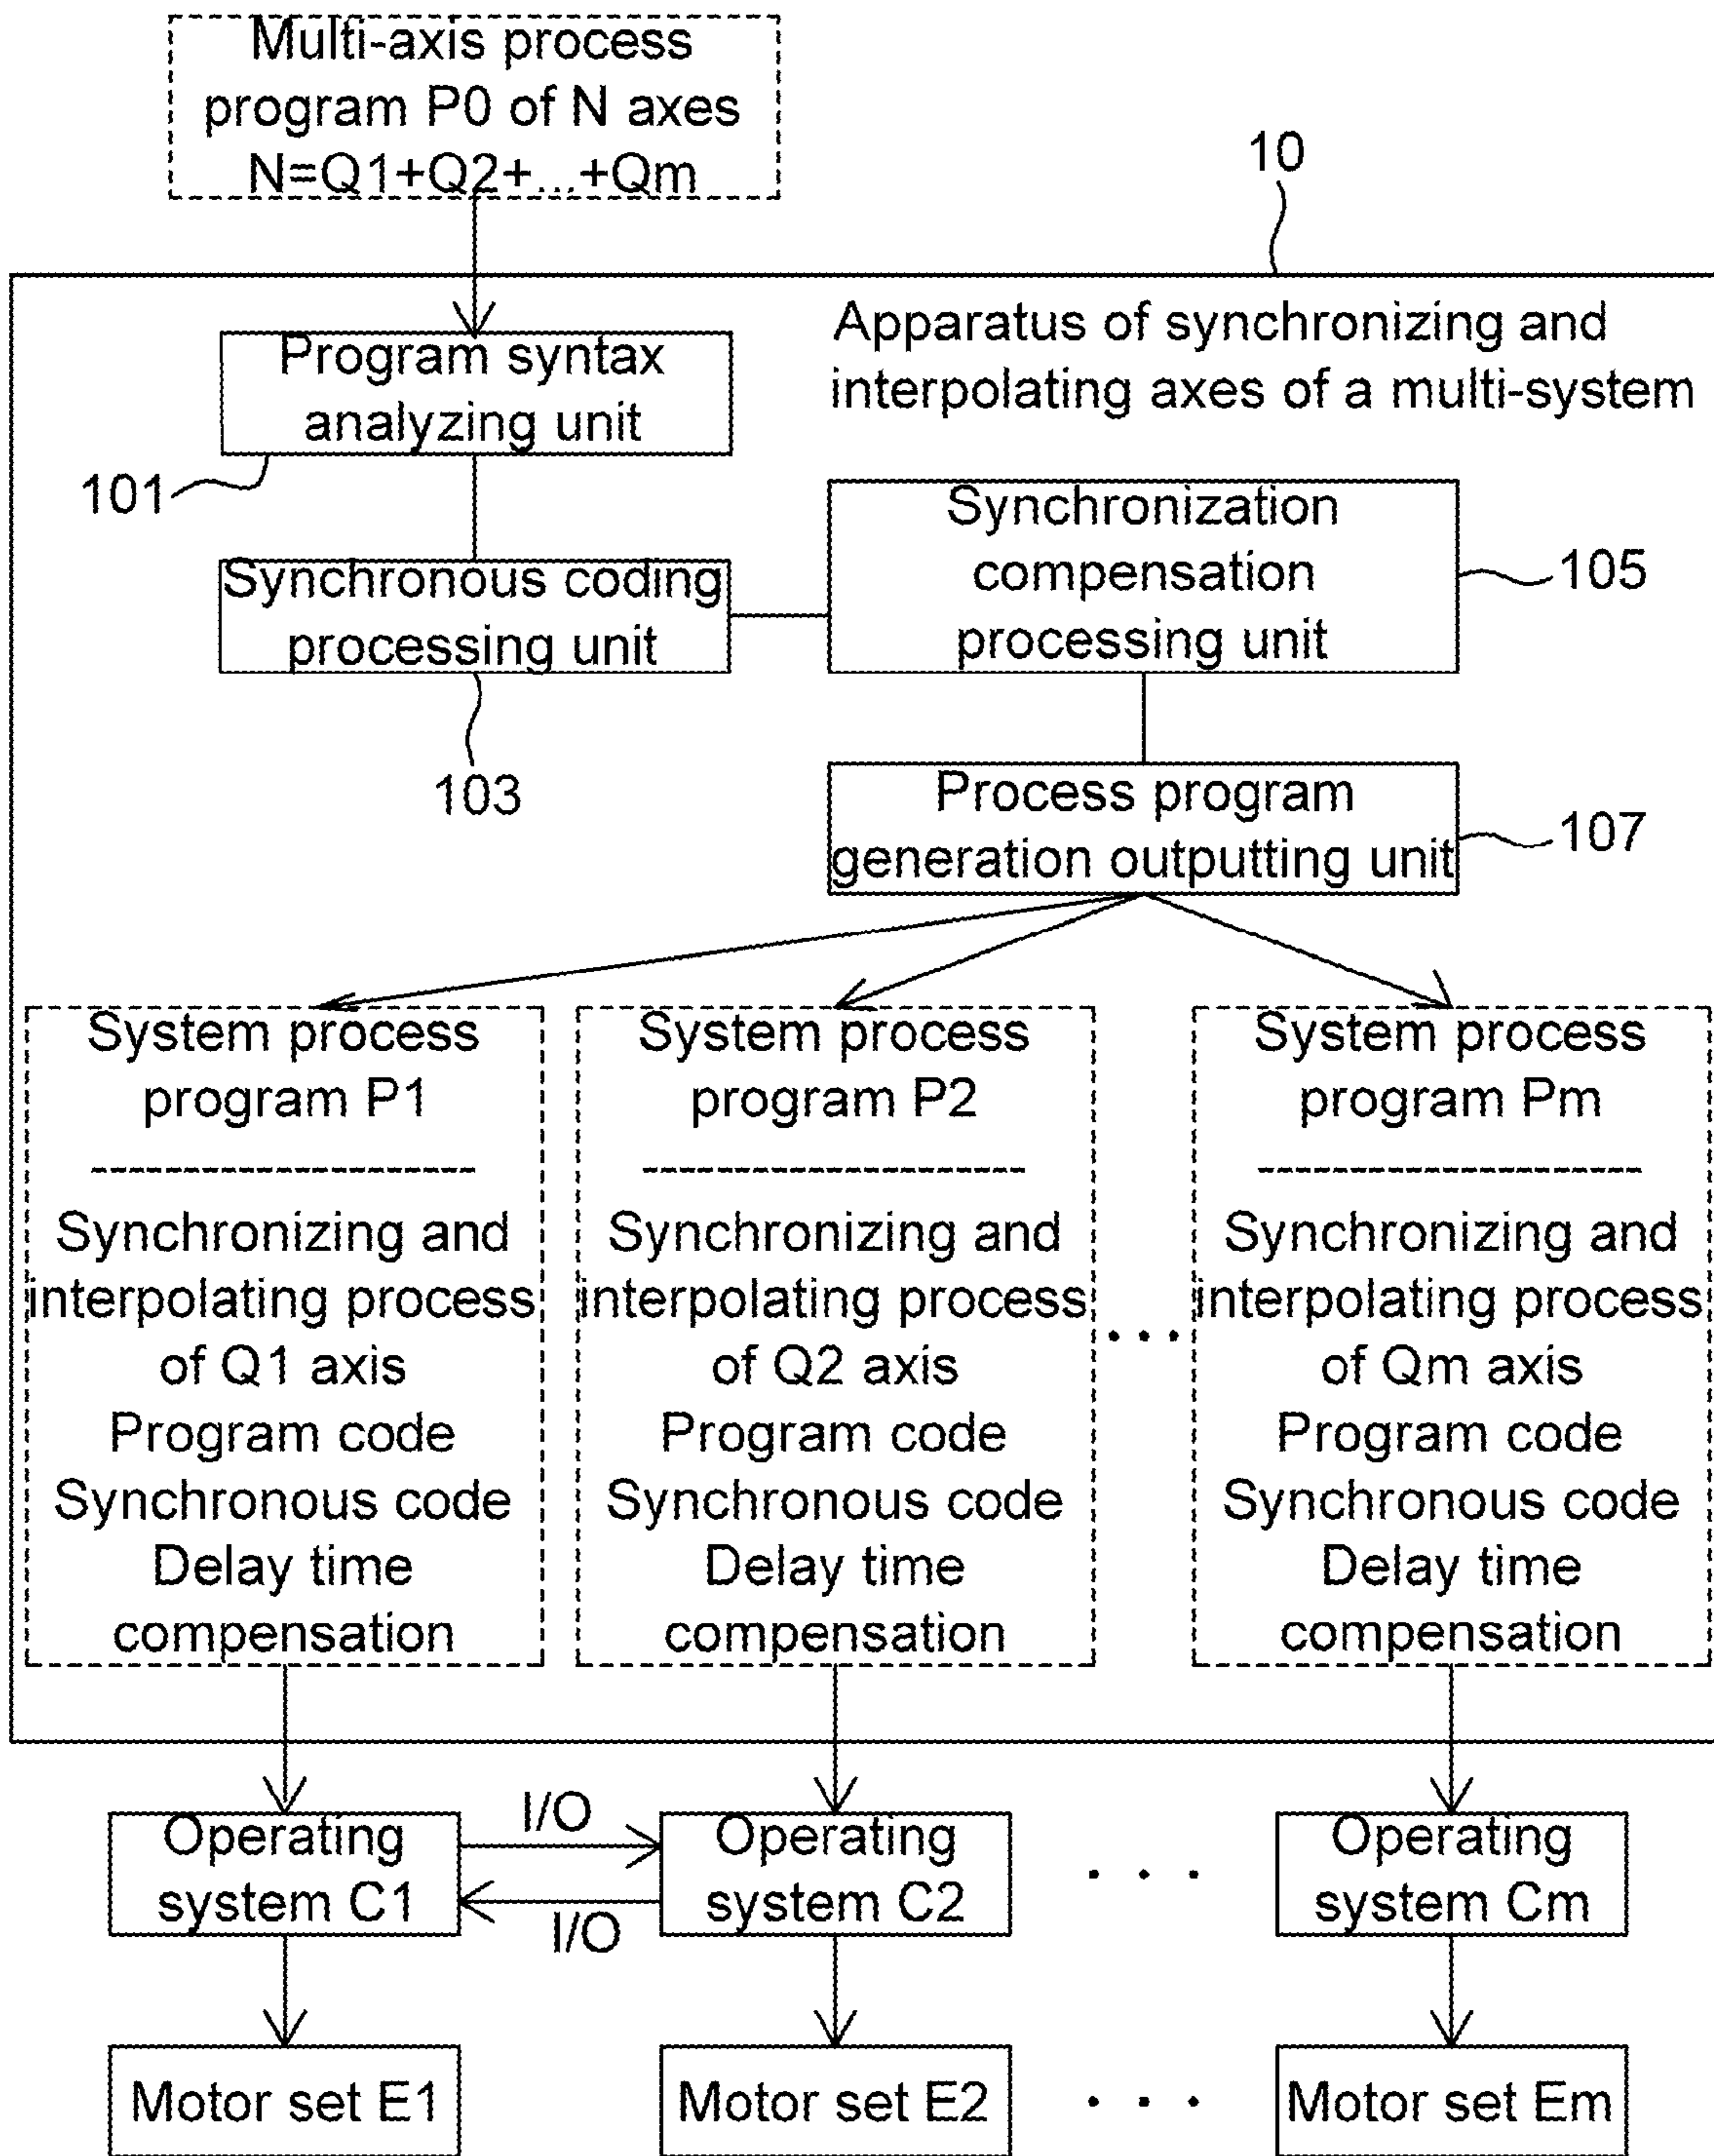 Multi-axis process
program P0 of N axes
N=Q1+Q2+...+Qm
10
Apparatus of synchronizing and
interpolating axes of a multi-system
Program syntax
analyzing unit
101
Synchronous coding
processing unit
103
Synchronization
compensation
processing unit
105
Process program
generation outputting unit
107
System process
program P1
Synchronizing and
interpolating process
of Q1 axis
Program code
Synchronous code
Delay time
compensation
System process
program P2
Synchronizing and
interpolating process
of Q2 axis
Program code
Synchronous code
Delay time
compensation
...
System process
program Pm
Synchronizing and
interpolating process
of Qm axis
Program code
Synchronous code
Delay time
compensation
Operating
system C1
I/O
I/O
Operating
system C2
...
Operating
system Cm
Motor set E1
Motor set E2
...
Motor set Em